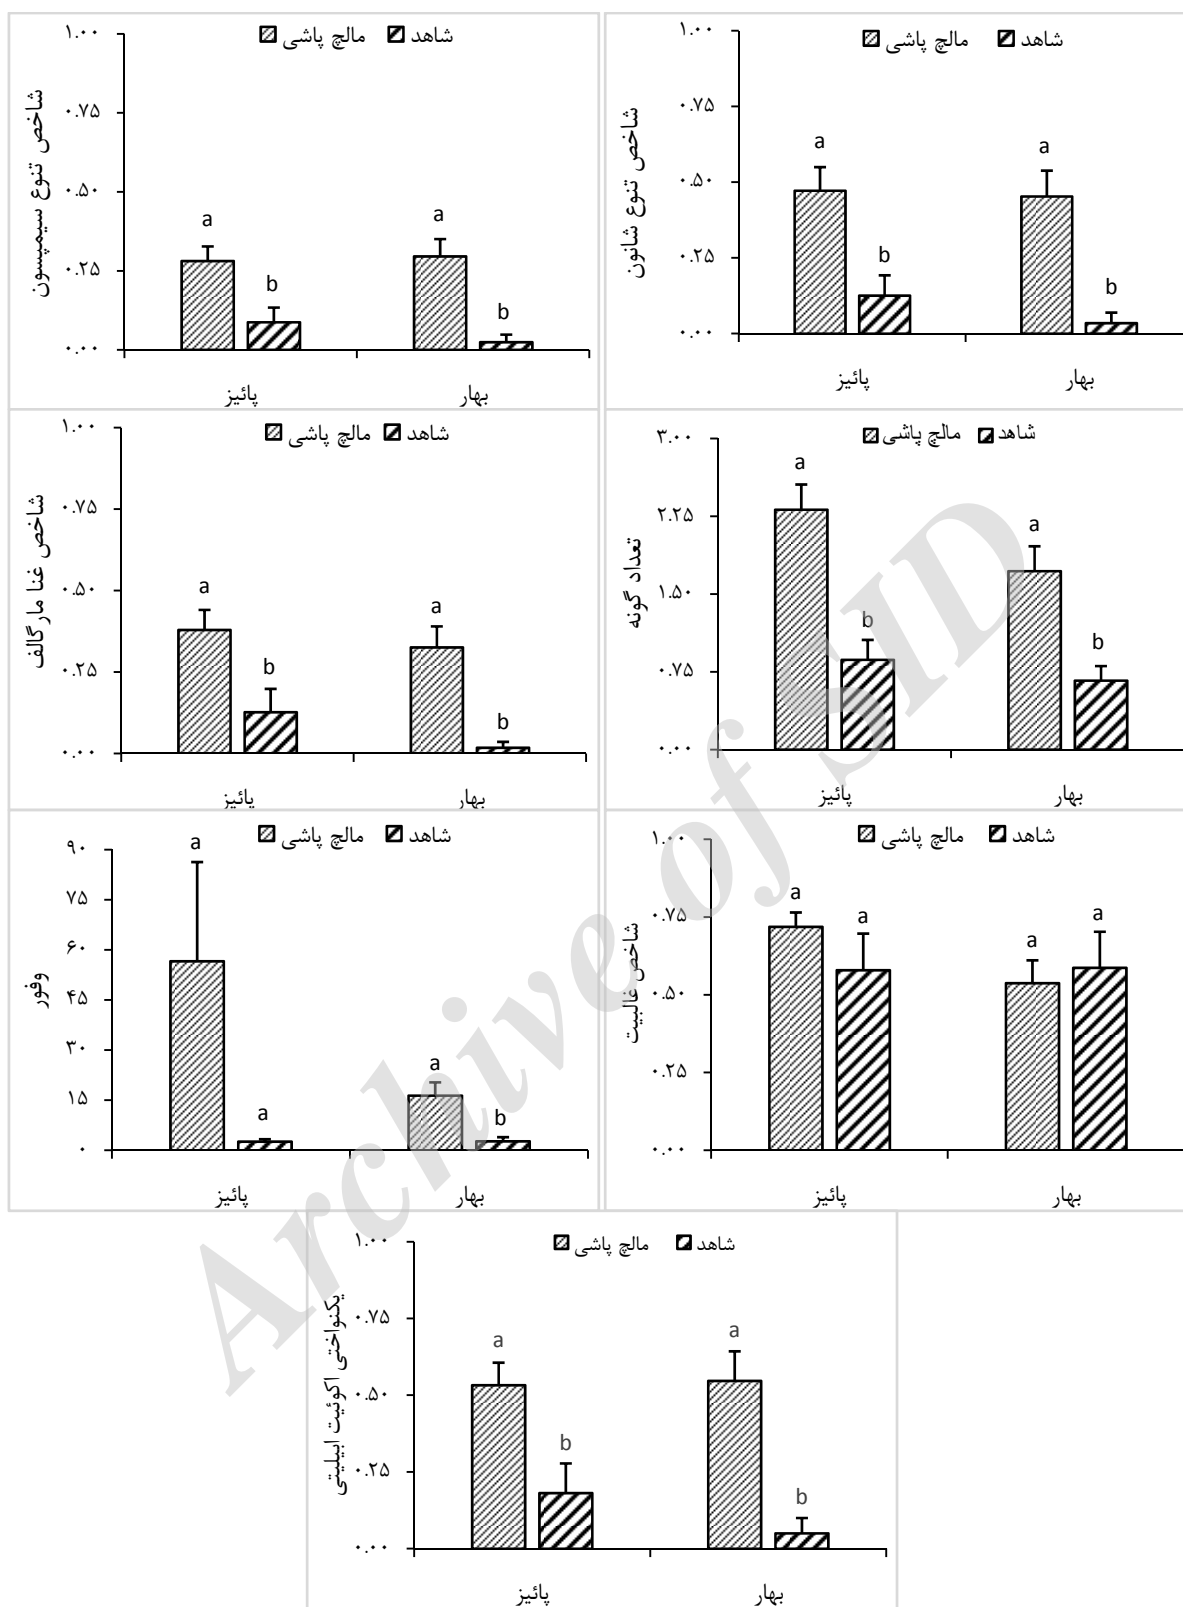 شاهد مالچ پاشی
شاخص تنوع شانون
۱.۰۰
۰.۷۵
۰.۵۰
۰.۲۵
۰.۰۰
a
b
a
b
پائیز
بهار
شاهد مالچ پاشی
شاخص تنوع سیمپسون
۱.۰۰
۰.۷۵
۰.۵۰
۰.۲۵
۰.۰۰
a
b
a
b
پائیز
بهار
شاهد مالچ پاشی
تعداد گونه
۳.۰۰
۲.۲۵
۱.۵۰
۰.۷۵
۰.۰۰
a
b
a
b
پائیز
بهار
شاهد مالچ پاشی
شاخص غنا مارگالف
۱.۰۰
۰.۷۵
۰.۵۰
۰.۲۵
۰.۰۰
a
b
a
b
پائیز
بهار
شاهد مالچ پاشی
شاخص غالبیت
۱.۰۰
۰.۷۵
۰.۵۰
۰.۲۵
۰.۰۰
a
a
a
a
پائیز
بهار
شاهد مالچ پاشی
وفور
۹۰
۷۵
۶۰
۴۵
۳۰
۱۵
۰
a
a
a
b
پائیز
بهار
شاهد مالچ پاشی
یکنواختی اکوئیت ابیلیتی
۱.۰۰
۰.۷۵
۰.۵۰
۰.۲۵
۰.۰۰
a
b
a
b
پائیز
بهار
Archive of SID